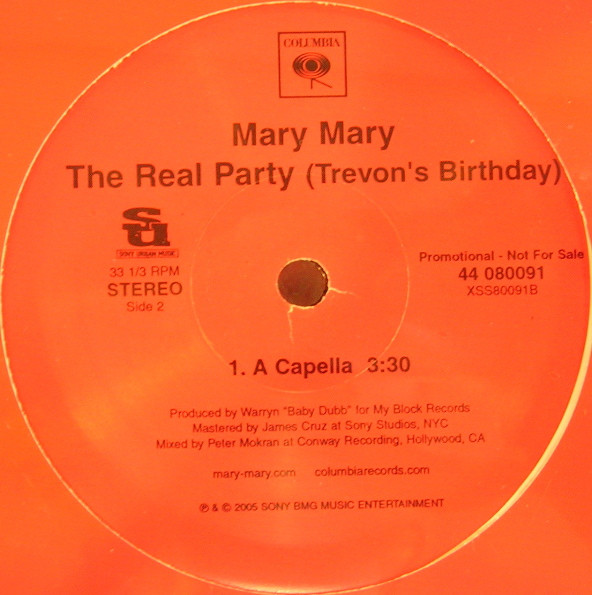 COLUMBIA
Mary Mary
The Real Party (Trevon's Birthday)
SU
SONY URBAN MUSIC
33 1/3 RPM
STEREO
Side 2
Promotional - Not For Sale
44 080091
XSS80091B
1. A Capella 3:30
Produced by Warryn "Baby Dubb" for My Block Records
Mastered by James Cruz at Sony Studios, NYC
Mixed by Peter Mokran at Conway Recording, Hollywood, CA
mary-mary.com columbiarecords.com
℗ & © 2005 SONY BMG MUSIC ENTERTAINMENT